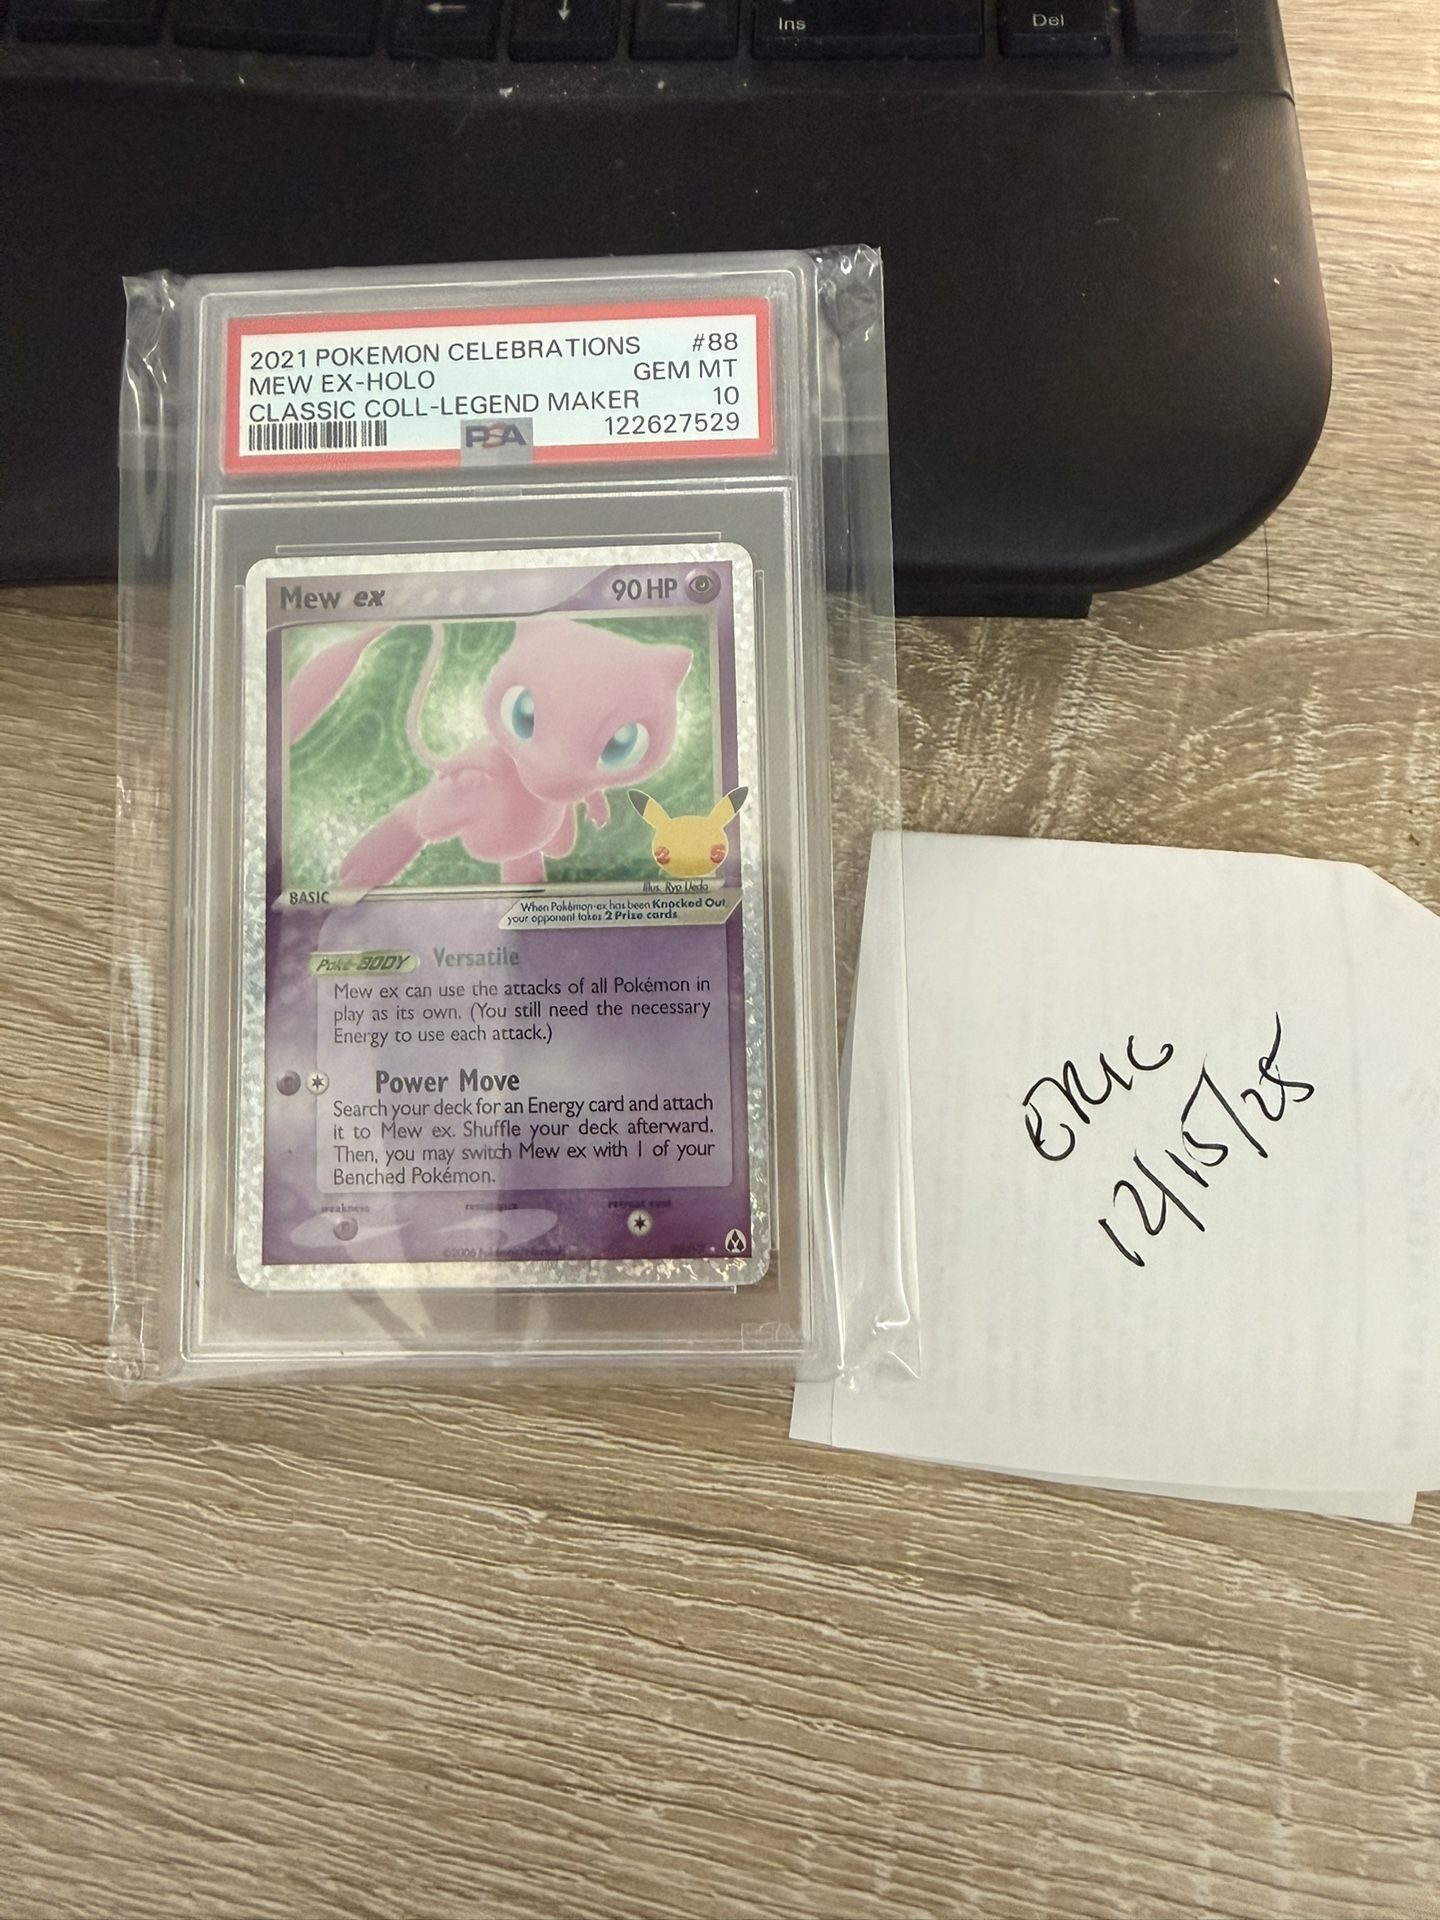 Ins
Del
2021 POKEMON CELEBRATIONS #88
MEW EX-HOLO GEM MT
CLASSIC COLL-LEGEND MAKER 10
PSA 122627529
Mew ex 90 HP
BASIC
Illus. Ryo Ueda
When Pokémon-ex has been Knocked Out,
your opponent takes 2 Prize cards.
Poké-BODY Versatile
Mew ex can use the attacks of all Pokémon in
play as its own. (You still need the necessary
Energy to use each attack.)
Power Move
Search your deck for an Energy card and attach
it to Mew ex. Shuffle your deck afterward.
Then, you may switch Mew ex with 1 of your
Benched Pokémon.
weakness resistance retreat cost
©2006 Pokémon/Nintendo
PSA
ERIC
12/15/25